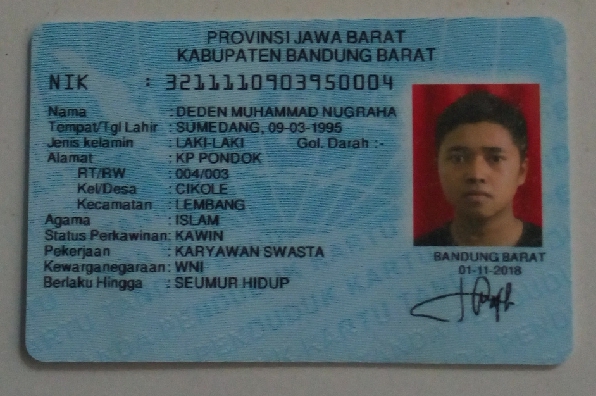 PROVINSI JAWA BARAT
KABUPATEN BANDUNG BARAT
NIK : 3211110903950004
Nama : DEDEN MUHAMMAD NUGRAHA
Tempat/Tgl Lahir : SUMEDANG, 09-03-1995
Jenis kelamin : LAKI-LAKI Gol. Darah :-
Alamat : KP PONDOK
RT/RW : 004/003
Kel/Desa : CIKOLE
Kecamatan : LEMBANG
Agama : ISLAM
Status Perkawinan: KAWIN
Pekerjaan : KARYAWAN SWASTA
Kewarganegaraan: WNI
Berlaku Hingga : SEUMUR HIDUP
BANDUNG BARAT
01-11-2018